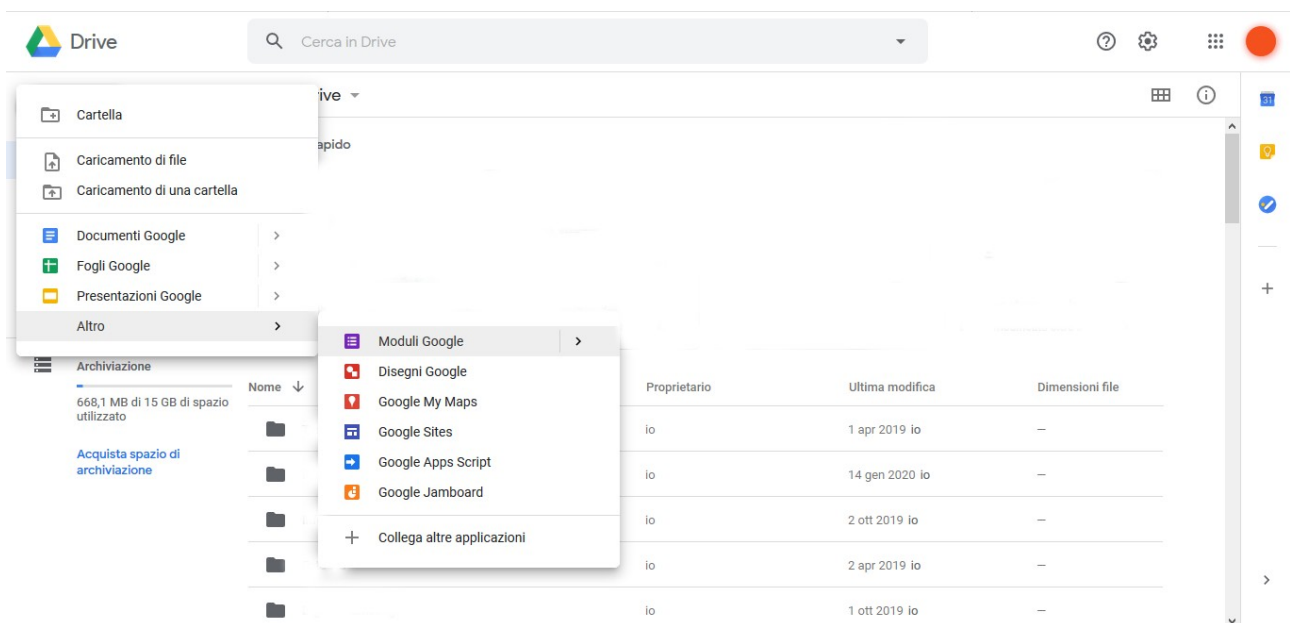 Drive
Cerca in Drive
ive
31
Cartella
apido
Caricamento di file
Caricamento di una cartella
Documenti Google
Fogli Google
Presentazioni Google
Altro
Moduli Google
Disegni Google
Google My Maps
Google Sites
Google Apps Script
Google Jamboard
Collega altre applicazioni
Archiviazione
668,1 MB di 15 GB di spazio
utilizzato
Acquista spazio di
archiviazione
Nome Proprietario Ultima modifica Dimensioni file
io 1 apr 2019 io –
io 14 gen 2020 io –
io 2 ott 2019 io –
io 2 apr 2019 io –
io 1 ott 2019 io –